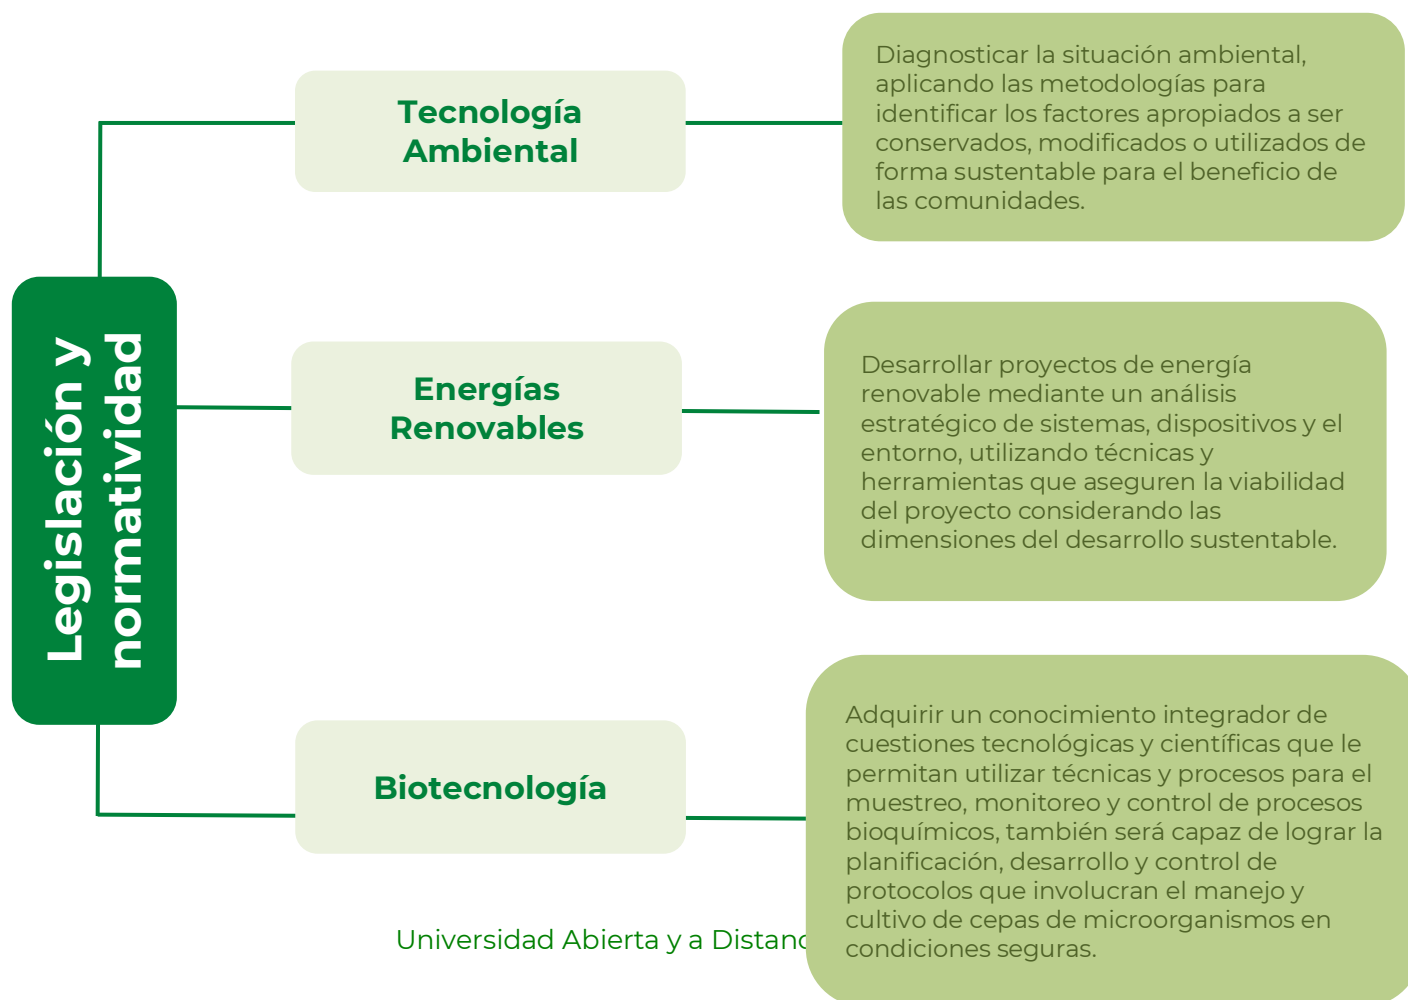 Legislación y
normatividad
Tecnología
Ambiental
Diagnosticar la situación ambiental,
aplicando las metodologías para
identificar los factores apropiados a ser
conservados, modificados o utilizados de
forma sustentable para el beneficio de
las comunidades.
Energías
Renovables
Desarrollar proyectos de energía
renovable mediante un análisis
estratégico de sistemas, dispositivos y el
entorno, utilizando técnicas y
herramientas que aseguren la viabilidad
del proyecto considerando las
dimensiones del desarrollo sustentable.
Biotecnología
Adquirir un conocimiento integrador de
cuestiones tecnológicas y científicas que le
permitan utilizar técnicas y procesos para el
muestreo, monitoreo y control de procesos
bioquímicos, también será capaz de lograr la
planificación, desarrollo y control de
protocolos que involucran el manejo y
cultivo de cepas de microorganismos en
condiciones seguras.
Universidad Abierta y a